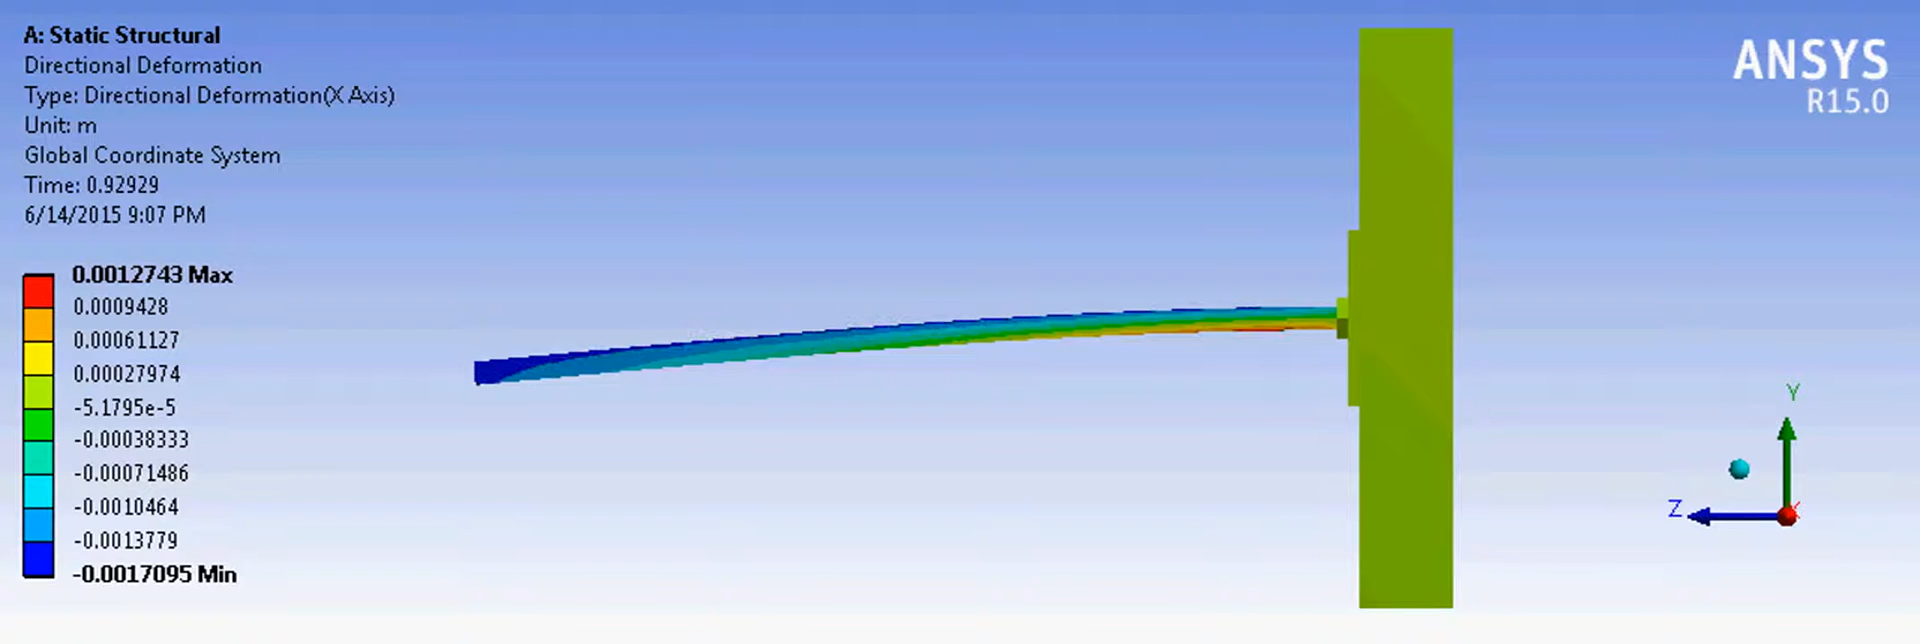 A: Static Structural
Directional Deformation
Type: Directional Deformation(X Axis)
Unit: m
Global Coordinate System
Time: 0.92929
6/14/2015 9:07 PM
0.0012743 Max
0.0009428
0.00061127
0.00027974
-5.1795e-5
-0.00038333
-0.00071486
-0.0010464
-0.0013779
-0.0017095 Min
ANSYS
R15.0
Y
Z
X